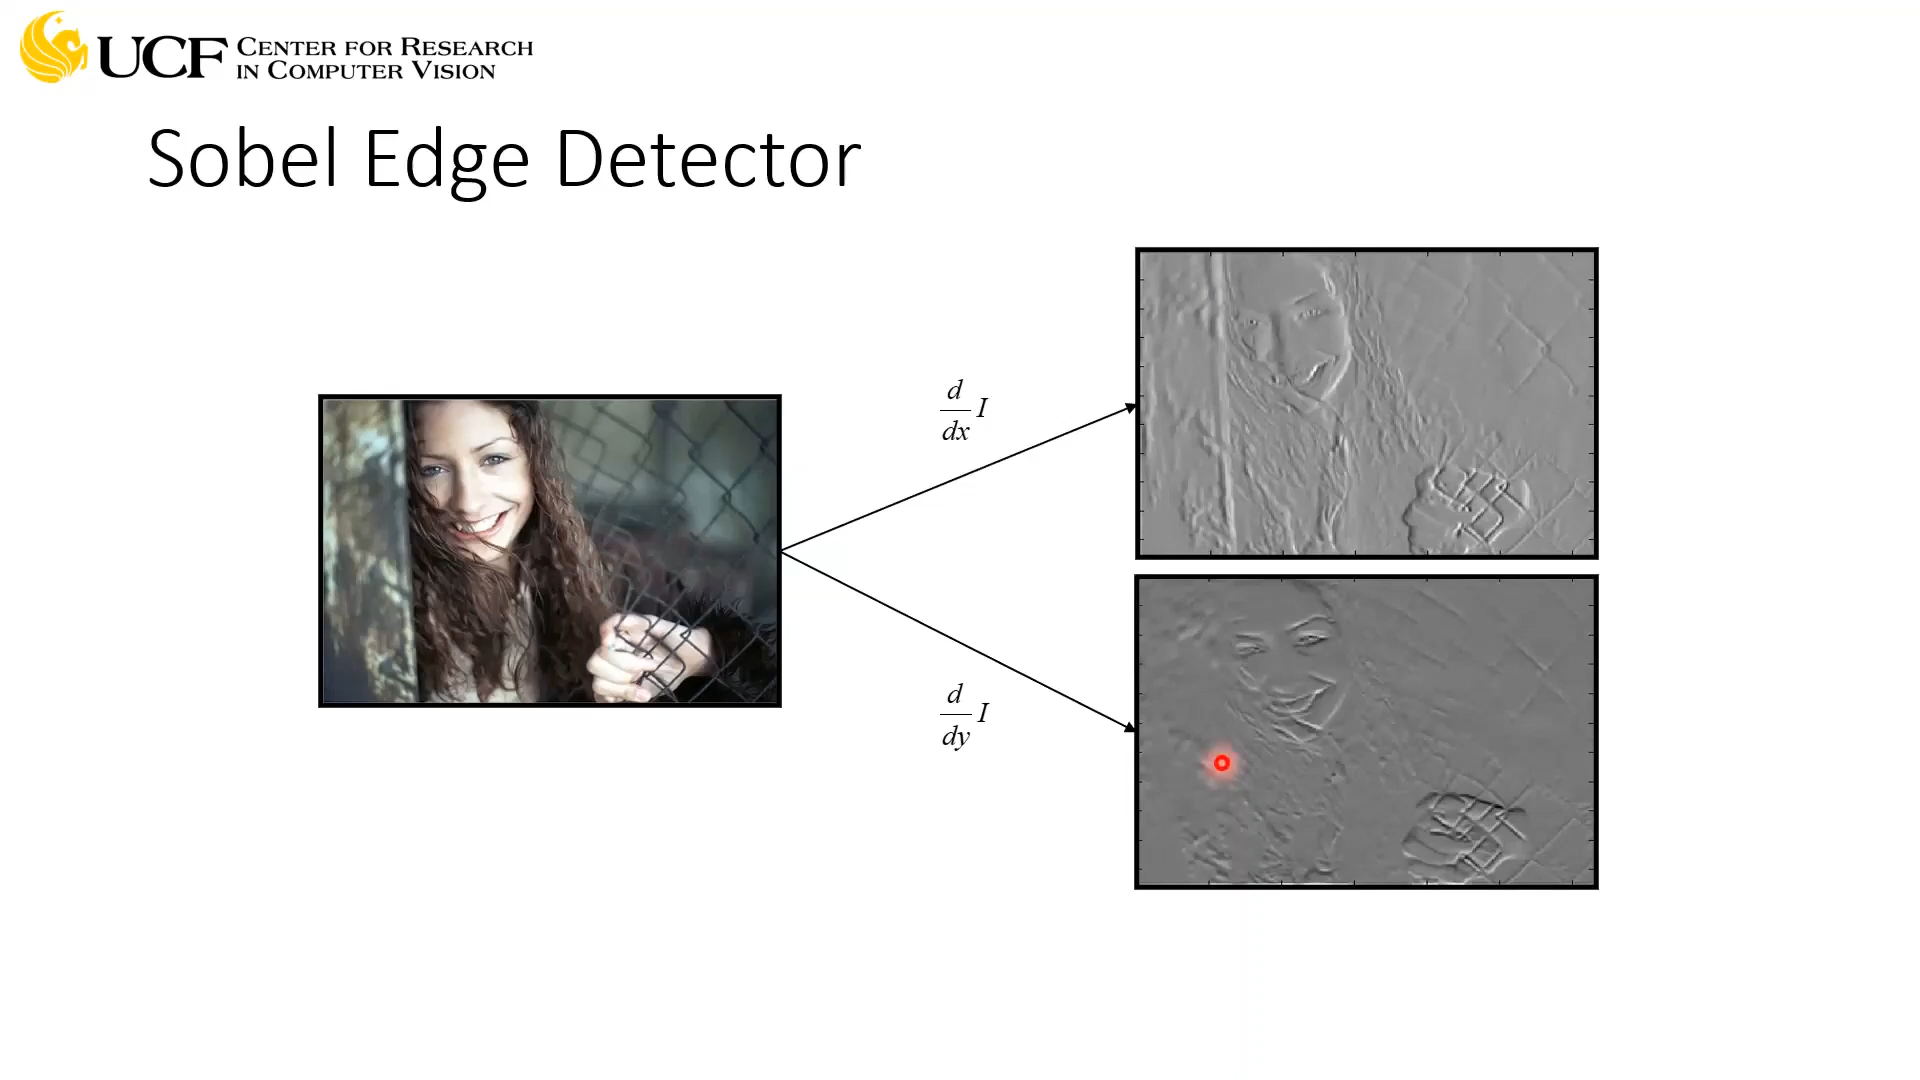 UCF CENTER FOR RESEARCH
IN COMPUTER VISION
Sobel Edge Detector
d
dx I
d
dy I